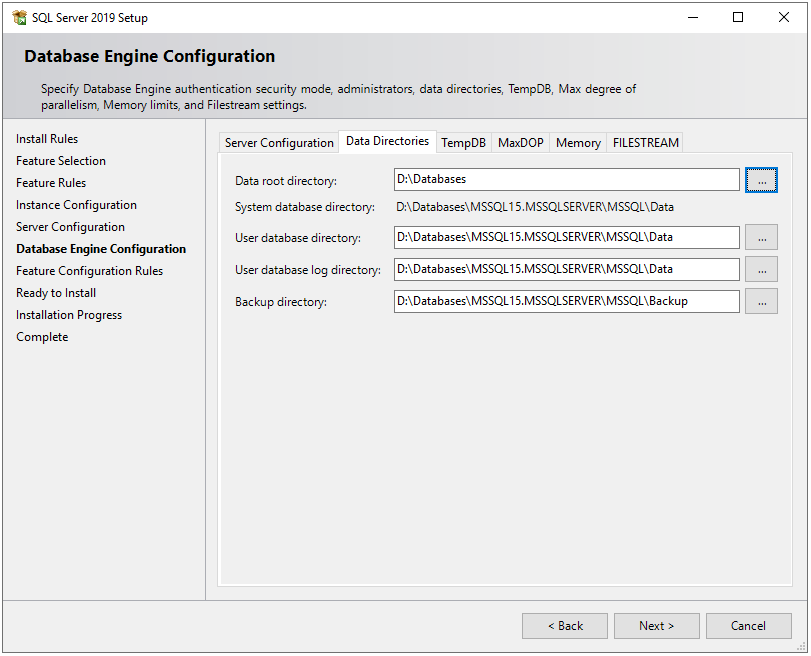 SQL Server 2019 Setup
Database Engine Configuration
Specify Database Engine authentication security mode, administrators, data directories, TempDB, Max degree of
parallelism, Memory limits, and Filestream settings.
Install Rules
Feature Selection
Feature Rules
Instance Configuration
Server Configuration
Database Engine Configuration
Feature Configuration Rules
Ready to Install
Installation Progress
Complete
Server Configuration Data Directories TempDB MaxDOP Memory FILESTREAM
Data root directory: D:\Databases ...
System database directory: D:\Databases\MSSQL15.MSSQLSERVER\MSSQL\Data
User database directory: D:\Databases\MSSQL15.MSSQLSERVER\MSSQL\Data ...
User database log directory: D:\Databases\MSSQL15.MSSQLSERVER\MSSQL\Data ...
Backup directory: D:\Databases\MSSQL15.MSSQLSERVER\MSSQL\Backup ...
< Back Next > Cancel